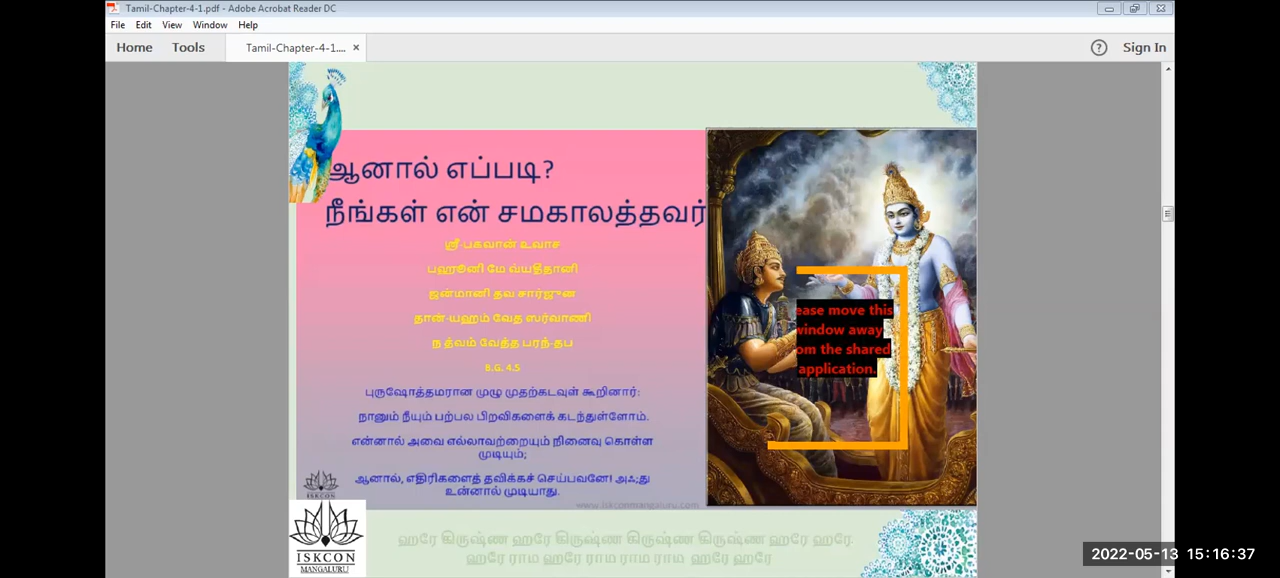 Tamil-Chapter-4-1.pdf - Adobe Acrobat Reader DC
File Edit View Window Help
Home Tools Tamil-Chapter-4-1.... × ? Sign In
ஆனால் எப்படி?
நீங்கள் என் சமகாலத்தவர்
ஸ்ரீ-பகவான் உவாச
பஹூனி மே வ்யதீதானி
ஜன்மானி தவ சார்ஜுன
தான்-யஹம் வேத ஸர்வாணி
ந த்வம் வேத்த பரந்-தப
B.G. 4.5
புருஷோத்தமரான முழு முதற்கடவுள் கூறினார்:
நானும் நீயும் பற்பல பிறவிகளைக் கடந்துள்ளோம்.
என்னால் அவை எல்லாவற்றையும் நினைவு கொள்ள
முடியும்;
ஆனால், எதிரிகளைத் தவிக்கச் செய்பவனே! அஃ;து
உன்னால் முடியாது.
ease move this
window away
om the shared
application.
ISKCON
www.iskconmangaluru.com
ISKCON
MANGALURU
ஹரே கிருஷ்ண ஹரே கிருஷ்ண கிருஷ்ண கிருஷ்ண ஹரே ஹரே
ஹரே ராம ஹரே ராம ராம ராம ஹரே ஹரே
2022-05-13 15:16:37